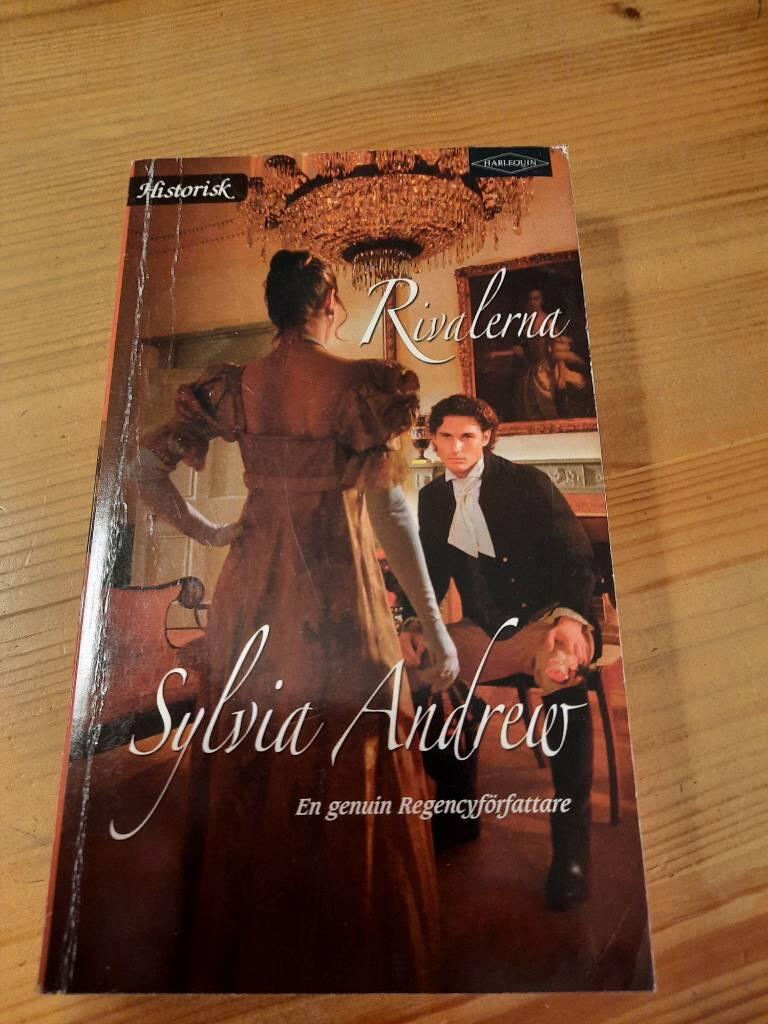 Historisk
HARLEQUIN
Rivalerna
Sylvia Andrew
En genuin Regencyförfattare